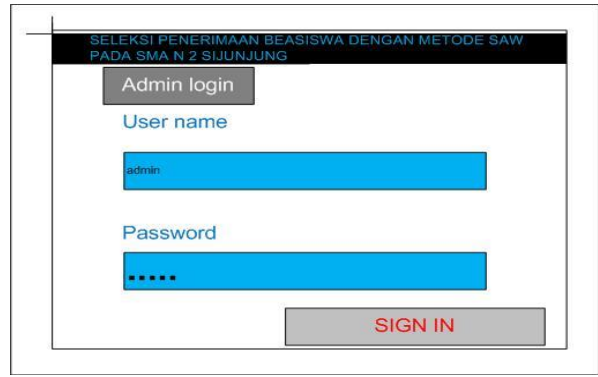 SELEKSI PENERIMAAN BEASISWA DENGAN METODE SAW
PADA SMA N 2 SIJUNJUNG
Admin login
User name
admin
Password
.....
SIGN IN